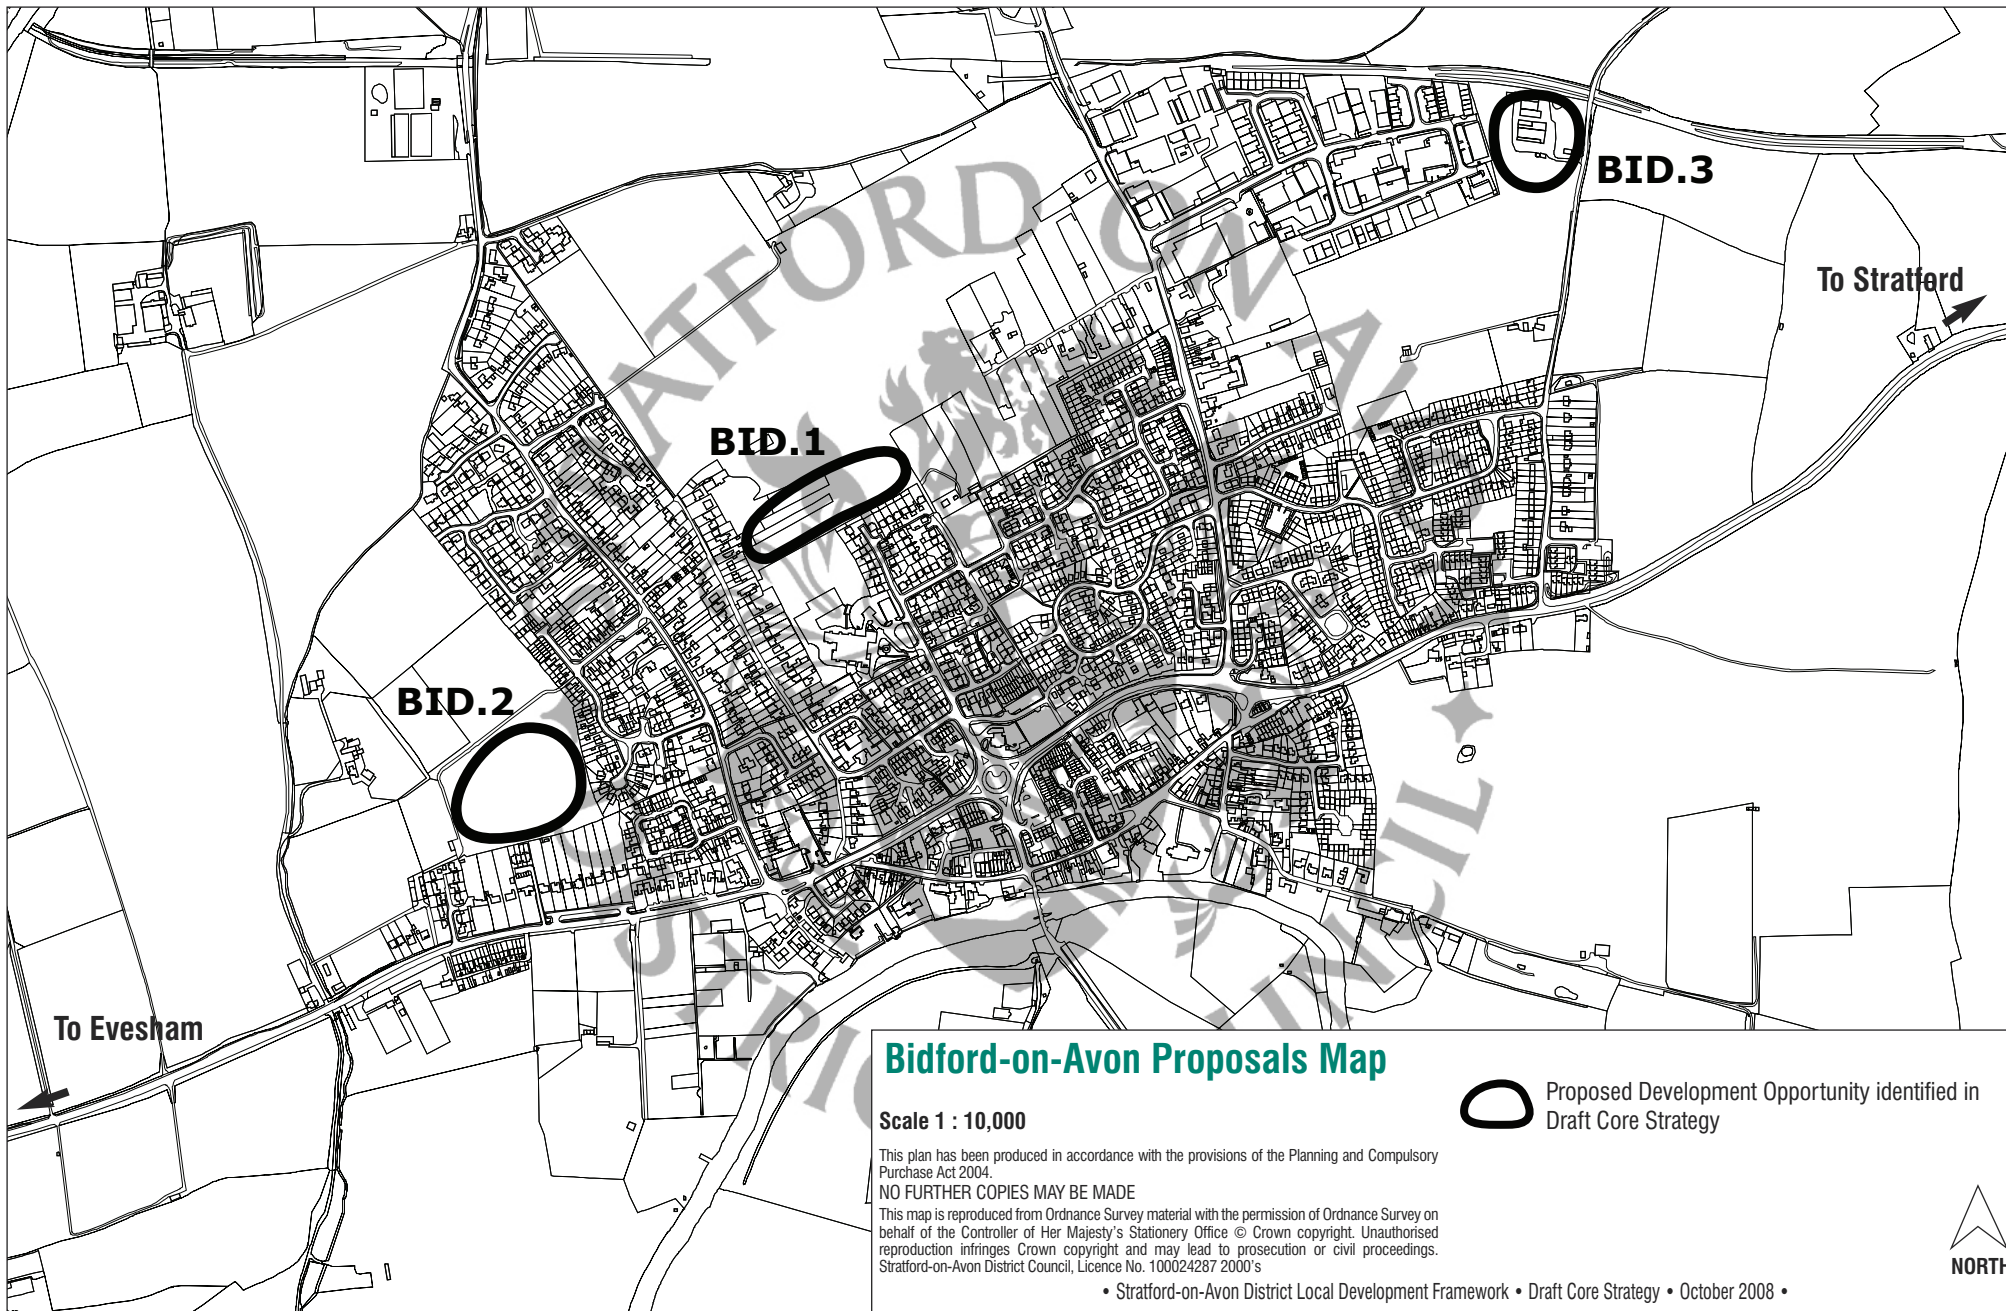 BID.3
To Stratford
BID.1
BID.2
To Evesham
STRATFORD ON AVON
DISTRICT COUNCIL
Bidford-on-Avon Proposals Map
Scale 1 : 10,000
This plan has been produced in accordance with the provisions of the Planning and Compulsory
Purchase Act 2004.
NO FURTHER COPIES MAY BE MADE
This map is reproduced from Ordnance Survey material with the permission of Ordnance Survey on
behalf of the Controller of Her Majesty's Stationery Office © Crown copyright. Unauthorised
reproduction infringes Crown copyright and may lead to prosecution or civil proceedings.
Stratford-on-Avon District Council, Licence No. 100024287 2000's
Proposed Development Opportunity identified in
Draft Core Strategy
NORTH
• Stratford-on-Avon District Local Development Framework • Draft Core Strategy • October 2008 •